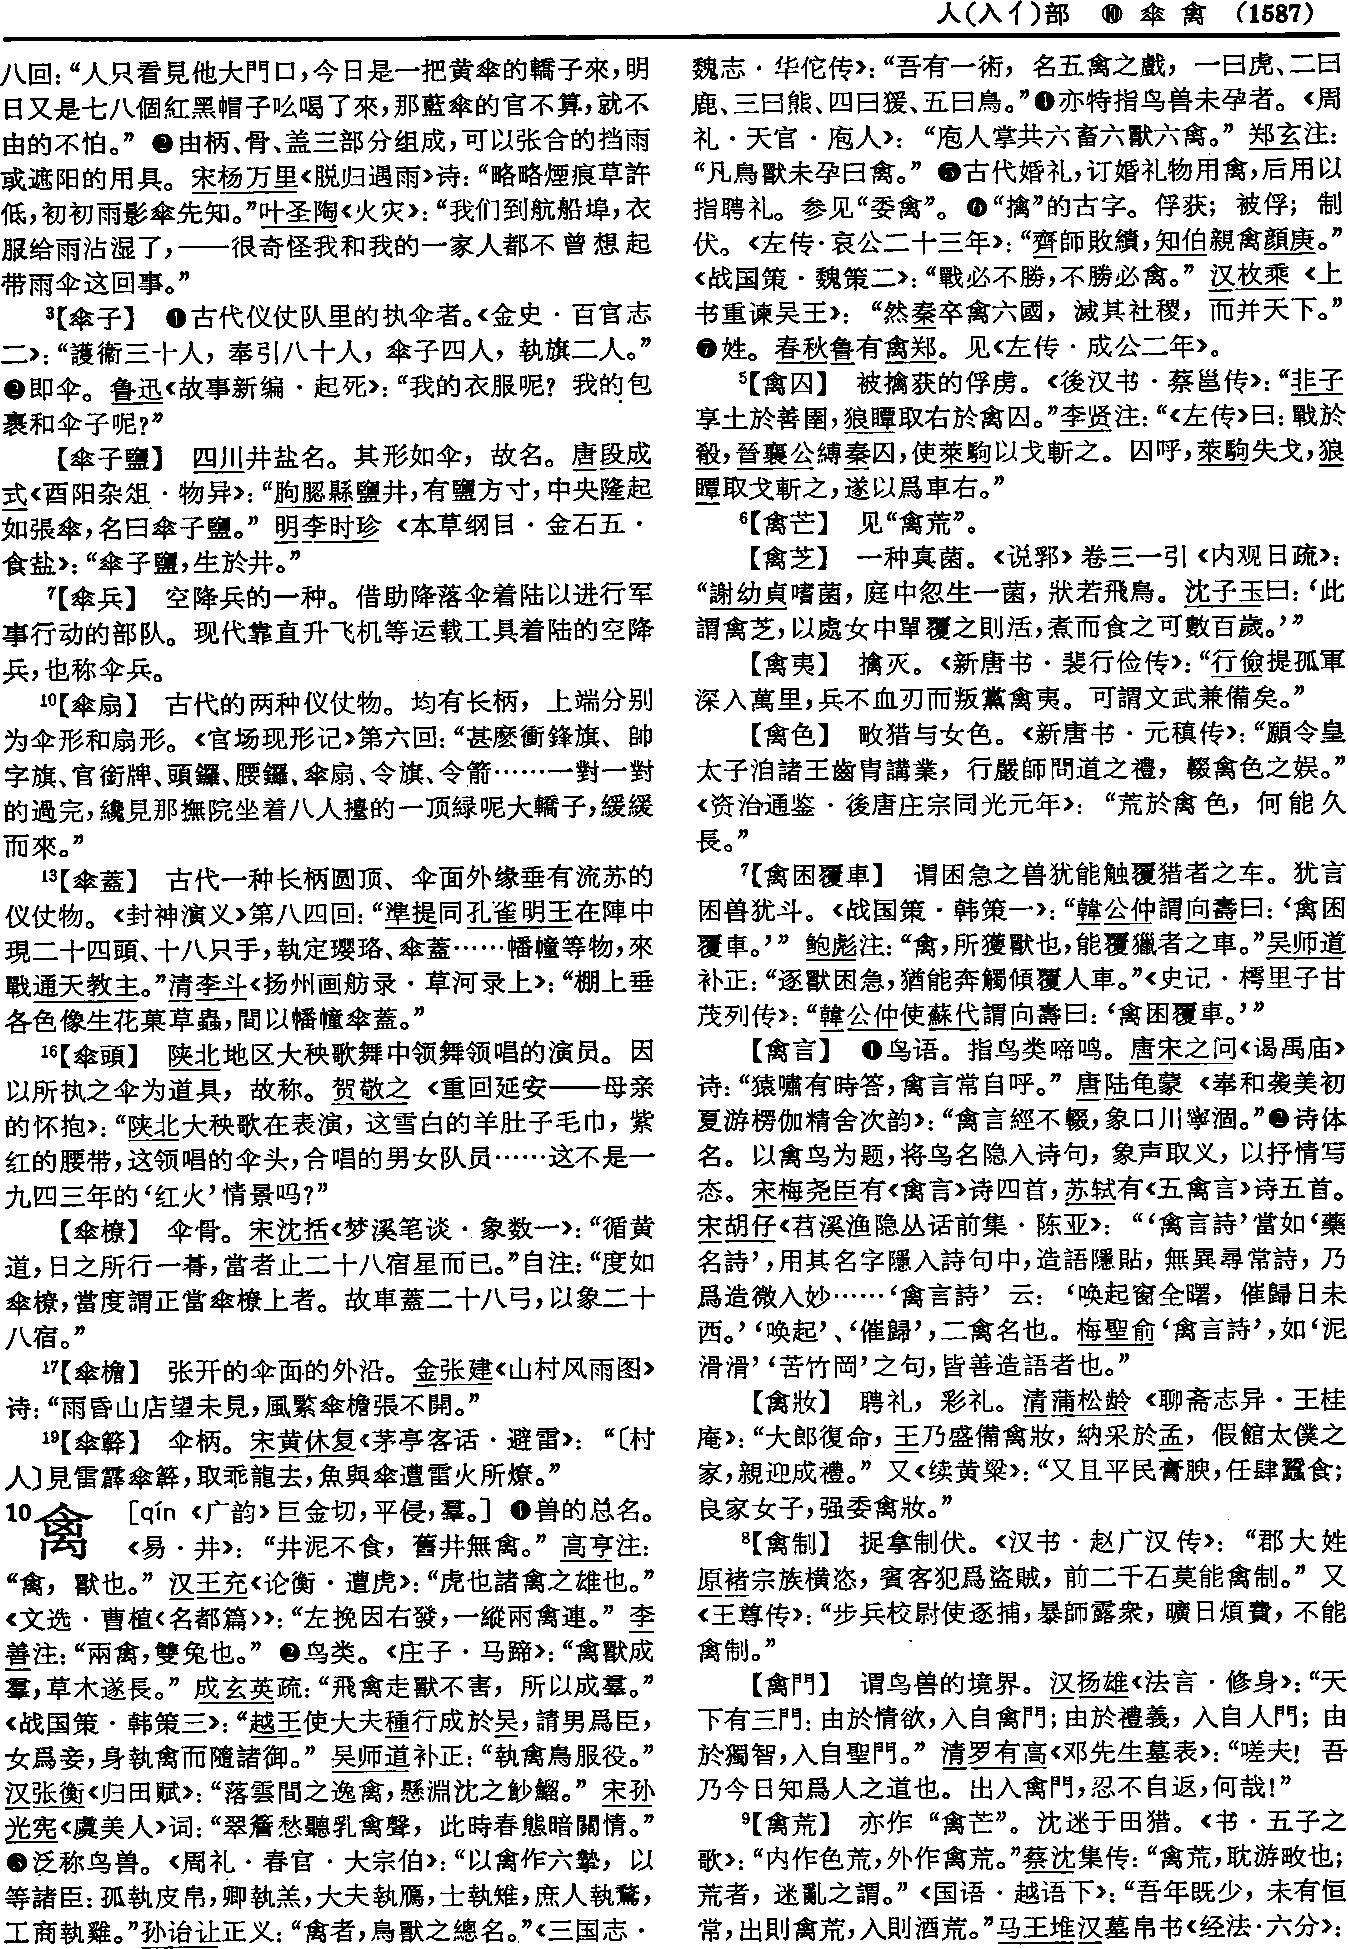 人(入亻)部 ⑩ 傘 禽 (1587)
八回：“人只看見他大門口，今日是一把黄傘的轎子來，明
日又是七八個紅黑帽子吆喝了來，那藍傘的官不算，就不
由的不怕。” ❷由柄、骨、盖三部分组成，可以张合的挡雨
或遮阳的用具。宋杨万里《脱归遇雨》诗：“略略煙痕草許
低，初初雨影傘先知。”叶圣陶《火灾》：“我们到航船埠，衣
服给雨沾湿了，——很奇怪我和我的一家人都不曾想起
带雨伞这回事。”
³【傘子】 ❶古代仪仗队里的执伞者。《金史·百官志
二》：“護衞三十人，奉引八十人，傘子四人，執旗二人。”
❷即伞。鲁迅《故事新编·起死》：“我的衣服呢？我的包
裹和伞子呢？”
【傘子鹽】 四川井盐名。其形如伞，故名。唐段成
式《酉阳杂俎·物异》：“朐䏰縣鹽井，有鹽方寸，中央隆起
如張傘，名曰傘子鹽。” 明李时珍《本草纲目·金石五·
食盐》：“傘子鹽，生於井。”
⁷【傘兵】 空降兵的一种。借助降落伞着陆以进行军
事行动的部队。现代靠直升飞机等运载工具着陆的空降
兵，也称伞兵。
¹⁰【傘扇】 古代的两种仪仗物。均有长柄，上端分别
为伞形和扇形。《官场现形记》第六回：“甚麽衝鋒旗、帥
字旗、官銜牌、頭鑼、腰鑼、傘扇、令旗、令箭……一對一對
的過完，纔見那撫院坐着八人擡的一顶緑呢大轎子，緩緩
而來。”
¹³【傘蓋】 古代一种长柄圆顶、伞面外缘垂有流苏的
仪仗物。《封神演义》第八四回：“準提同孔雀明王在陣中
現二十四頭、十八只手，執定瓔珞、傘蓋……幡幢等物，來
戰通天教主。”清李斗《扬州画舫录·草河录上》：“棚上垂
各色像生花菓草蟲，間以幡幢傘蓋。”
¹⁶【傘頭】 陕北地区大秧歌舞中领舞领唱的演员。因
以所执之伞为道具，故称。贺敬之《重回延安——母亲
的怀抱》：“陕北大秧歌在表演，这雪白的羊肚子毛巾，紫
红的腰带，这领唱的伞头，合唱的男女队员……这不是一
九四三年的‘红火’情景吗？”
【傘橑】 伞骨。宋沈括《梦溪笔谈·象数一》：“循黄
道，日之所行一朞，當者止二十八宿星而已。”自注：“度如
傘橑，當度謂正當傘橑上者。故車蓋二十八弓，以象二十
八宿。”
¹⁷【傘檐】 张开的伞面的外沿。金张建《山村风雨图》
诗：“雨昏山店望未見，風緊傘檐張不開。”
¹⁹【傘簳】 伞柄。宋黄休复《茅亭客话·避雷》：“〔村
人〕見雷霹傘簳，取乖龍去，魚與傘遭雷火所燎。”
10禽 [qín 《广韵》巨金切，平侵，羣。] ❶兽的总名。
《易·井》：“井泥不食，舊井無禽。” 高亨注：
“禽，獸也。” 汉王充《论衡·遭虎》：“虎也諸禽之雄也。”
《文选·曹植〈名都篇〉》：“左挽因右發，一縱兩禽連。” 李
善注：“兩禽，雙兔也。” ❷鸟类。《庄子·马蹄》：“禽獸成
羣，草木遂長。” 成玄英疏：“飛禽走獸不害，所以成羣。”
《战国策·韩策三》：“越王使大夫種行成於吴，請男爲臣，
女爲妾，身執禽而隨諸御。” 吴师道补正：“執禽鳥服役。”
汉张衡《归田赋》：“落雲間之逸禽，懸淵沈之魦鰡。” 宋孙
光宪《虞美人》词：“翠簷愁聽乳禽聲，此時春態暗關情。”
❸泛称鸟兽。《周礼·春官·大宗伯》：“以禽作六摯，以
等諸臣：孤執皮帛，卿執羔，大夫執鴈，士執雉，庶人執鶩，
工商執雞。”孙诒让正义：“禽者，鳥獸之總名。”《三国志·
魏志·华佗传》：“吾有一術，名五禽之戲，一曰虎、二曰
鹿、三曰熊、四曰猨、五曰鳥。”❹亦特指鸟兽未孕者。《周
礼·天官·庖人》：“庖人掌共六畜六獸六禽。” 郑玄注：
“凡鳥獸未孕曰禽。” ❺古代婚礼，订婚礼物用禽，后用以
指聘礼。参见“委禽”。❻“擒”的古字。俘获；被俘；制
伏。《左传·哀公二十三年》：“齊師敗績，知伯親禽顔庚。”
《战国策·魏策二》：“戰必不勝，不勝必禽。” 汉枚乘《上
书重谏吴王》：“然秦卒禽六國，滅其社稷，而并天下。”
❼姓。春秋鲁有禽郑。见《左传·成公二年》。
⁵【禽囚】 被擒获的俘虏。《後汉书·蔡邕传》：“非子
享土於善圉，狼瞫取右於禽囚。”李贤注：“《左传》曰：戰於
殽，晉襄公縛秦囚，使萊駒以戈斬之。囚呼，萊駒失戈，狼
瞫取戈斬之，遂以爲車右。”
⁶【禽芒】 见“禽荒”。
【禽芝】 一种真菌。《说郛》卷三一引《内观日疏》：
“謝幼貞嗜菌，庭中忽生一菌，狀若飛鳥。沈子玉曰：‘此
謂禽芝，以處女中單覆之則活，煮而食之可數百歲。’”
【禽夷】 擒灭。《新唐书·裴行俭传》：“行儉提孤軍
深入萬里，兵不血刃而叛黨禽夷。可謂文武兼備矣。”
【禽色】 畋猎与女色。《新唐书·元稹传》：“願令皇
太子洎諸王齒胄講業，行嚴師問道之禮，輟禽色之娱。”
《资治通鉴·後唐庄宗同光元年》：“荒於禽色，何能久
長。”
⁷【禽困覆車】 谓困急之兽犹能触覆猎者之车。犹言
困兽犹斗。《战国策·韩策一》：“韓公仲謂向壽曰：‘禽困
覆車。’” 鲍彪注：“禽，所獲獸也，能覆獵者之車。”吴师道
补正：“逐獸困急，猶能奔觸傾覆人車。”《史记·樗里子甘
茂列传》：“韓公仲使蘇代謂向壽曰：‘禽困覆車。’”
【禽言】 ❶鸟语。指鸟类啼鸣。唐宋之问《谒禹庙》
诗：“猿嘯有時答，禽言常自呼。” 唐陆龟蒙《奉和袭美初
夏游楞伽精舍次韵》：“禽言經不輟，象口川寧涸。”❷诗体
名。以禽鸟为题，将鸟名隐入诗句，象声取义，以抒情写
态。宋梅尧臣有《禽言》诗四首，苏轼有《五禽言》诗五首。
宋胡仔《苕溪渔隐丛话前集·陈亚》：“‘禽言詩’當如‘藥
名詩’，用其名字隱入詩句中，造語隱貼，無異尋常詩，乃
爲造微入妙……‘禽言詩’云：‘唤起窗全曙，催歸日未
西。’‘唤起’、‘催歸’，二禽名也。梅聖俞‘禽言詩’，如‘泥
滑滑’‘苦竹岡’之句，皆善造語者也。”
【禽妝】 聘礼，彩礼。清蒲松龄《聊斋志异·王桂
庵》：“大郎復命，王乃盛備禽妝，納采於孟，假館太僕之
家，親迎成禮。” 又《续黄粱》：“又且平民膏腴，任肆蠶食；
良家女子，强委禽妝。”
⁸【禽制】 捉拿制伏。《汉书·赵广汉传》：“郡大姓
原褚宗族横恣，賓客犯爲盜賊，前二千石莫能禽制。” 又
《王尊传》：“步兵校尉使逐捕，暴師露衆，曠日煩費，不能
禽制。”
【禽門】 谓鸟兽的境界。汉扬雄《法言·修身》：“天
下有三門：由於情欲，入自禽門；由於禮義，入自人門；由
於獨智，入自聖門。” 清罗有高《邓先生墓表》：“嗟夫！吾
乃今日知爲人之道也。出入禽門，忍不自返，何哉！”
⁹【禽荒】 亦作“禽芒”。沈迷于田猎。《书·五子之
歌》：“内作色荒，外作禽荒。”蔡沈集传：“禽荒，耽游畋也；
荒者，迷亂之謂。” 《国语·越语下》：“吾年既少，未有恒
常，出則禽荒，入則酒荒。”马王堆汉墓帛书《经法·六分》：